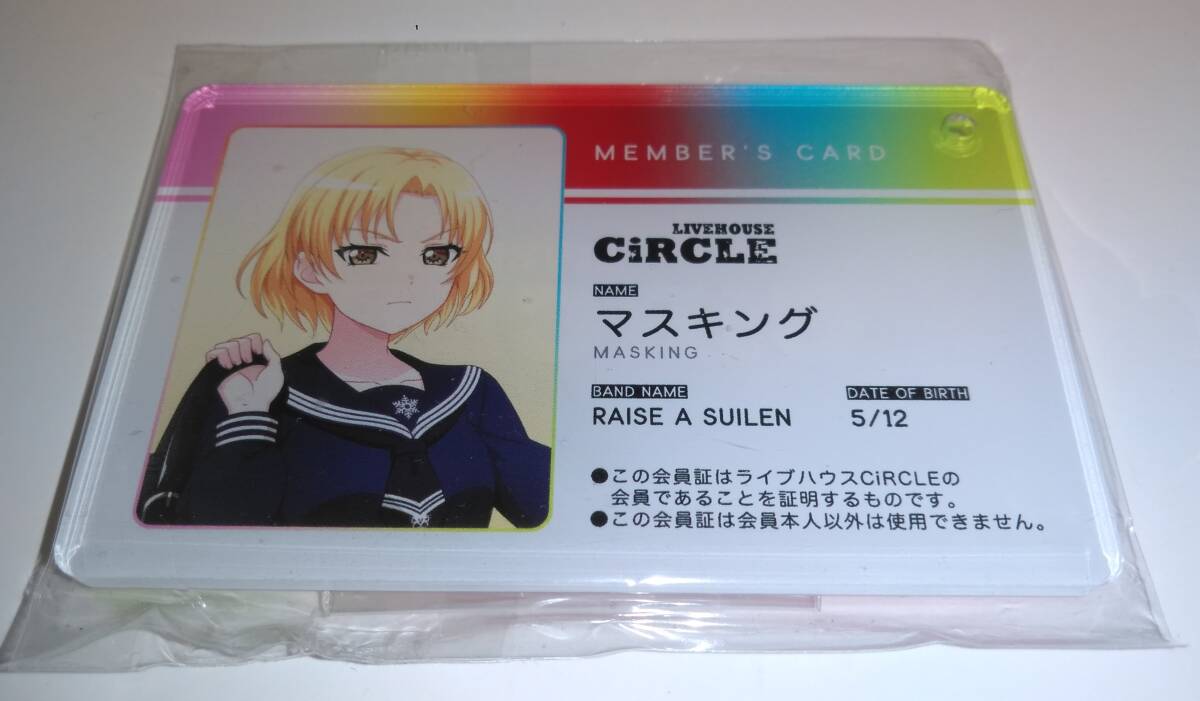 MEMBER'S CARD
LIVEHOUSE
CiRCLE
NAME
マスキング
MASKING
BAND NAME
RAISE A SUILEN
DATE OF BIRTH
5/12
●この会員証はライブハウスCiRCLEの
会員であることを証明するものです。
●この会員証は会員本人以外は使用できません。